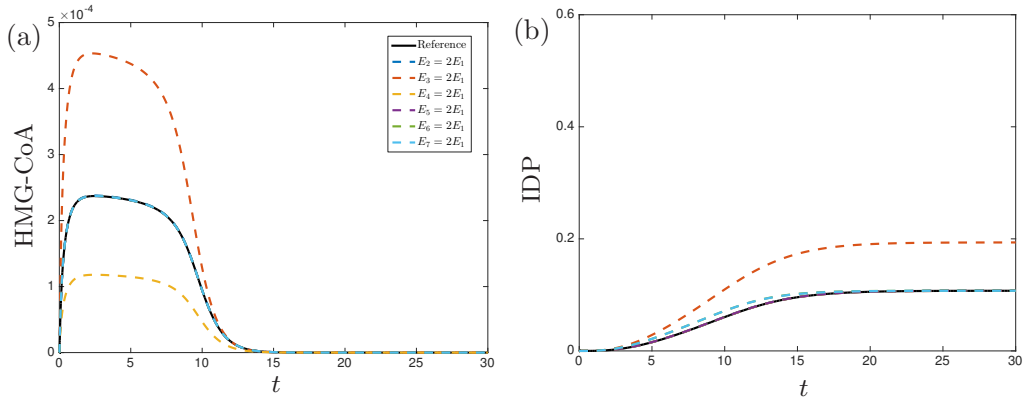 (a)
×10⁻⁴
5
4
3
2
1
0
HMG-CoA
0 5 10 15 20 25 30
t
Reference
E₂ = 2E₁
E₃ = 2E₁
E₄ = 2E₁
E₅ = 2E₁
E₆ = 2E₁
E₇ = 2E₁
(b)
0.6
0.4
0.2
0
IDP
0 5 10 15 20 25 30
t